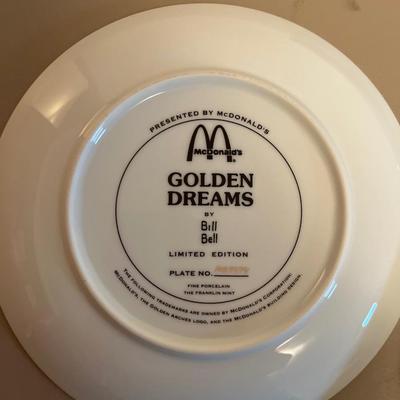 PRESENTED BY MCDONALD'S
McDonald's
®
GOLDEN
DREAMS
BY
Bill
Bell
LIMITED EDITION
PLATE NO.
FINE PORCELAIN
THE FRANKLIN MINT
THE FOLLOWING TRADEMARKS ARE OWNED BY MCDONALD'S CORPORATION:
MCDONALD'S, THE GOLDEN ARCHES LOGO, AND THE MCDONALD'S BUILDING DESIGN.